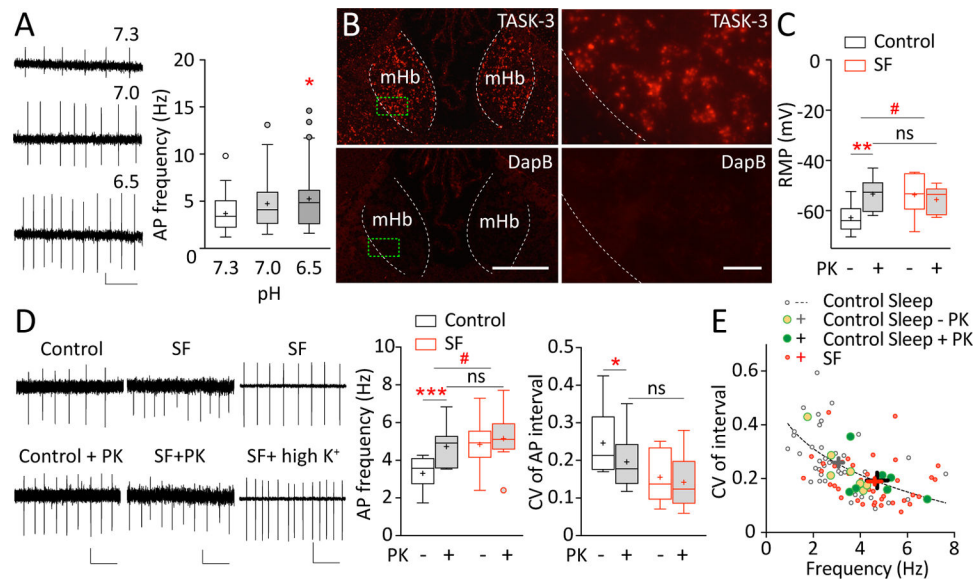 A
7.3
7.0
6.5
AP frequency (Hz)
20
15
10
5
0
*
7.3 7.0 6.5
pH
B
TASK-3
mHb mHb
DapB DapB
mHb mHb
C
Control
SF
RMP (mV)
0
-20
-40
-60
#
** ns
PK - + - +
D
Control SF SF
Control + PK SF+PK SF+ high K+
Control
SF
AP frequency (Hz)
10
8
6
4
2
0
#
*** ns
PK - + - +
CV of AP interval
0.5
0.4
0.3
0.2
0.1
0.0
*
ns
PK - + - +
E
Control Sleep
Control Sleep - PK
Control Sleep + PK
SF
CV of interval
0.6
0.4
0.2
0.0
0 2 4 6 8
Frequency (Hz)